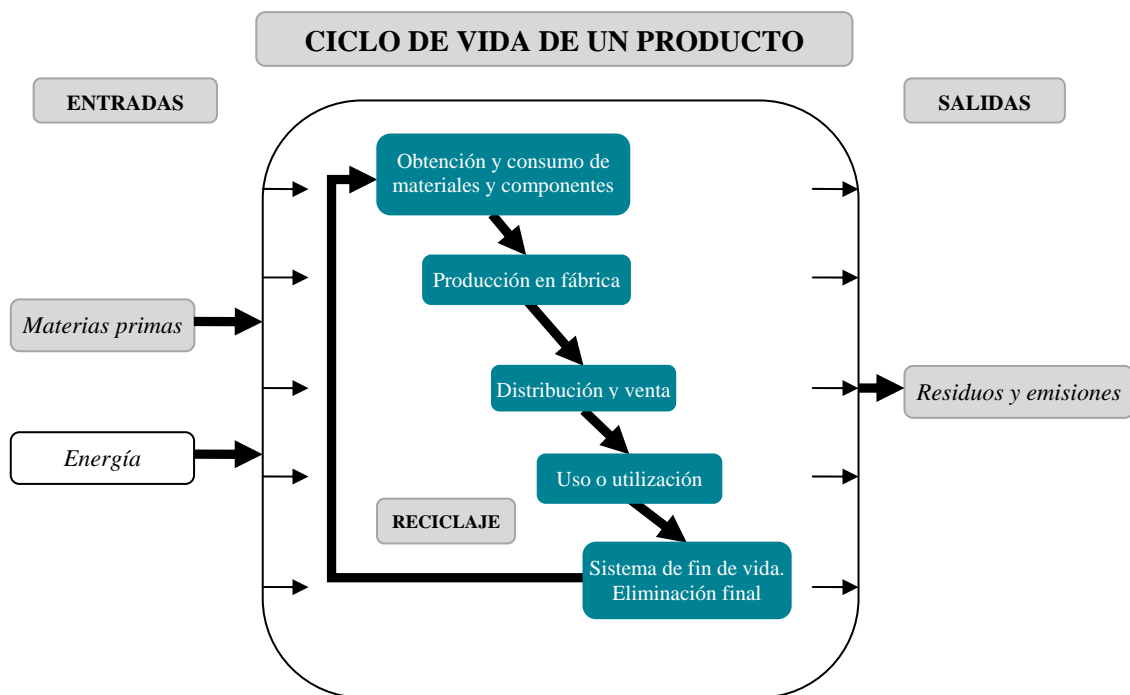 CICLO DE VIDA DE UN PRODUCTO
ENTRADAS
SALIDAS
Obtención y consumo de
materiales y componentes
Producción en fábrica
Materias primas
Distribución y venta
Residuos y emisiones
Energía
Uso o utilización
RECICLAJE
Sistema de fin de vida.
Eliminación final